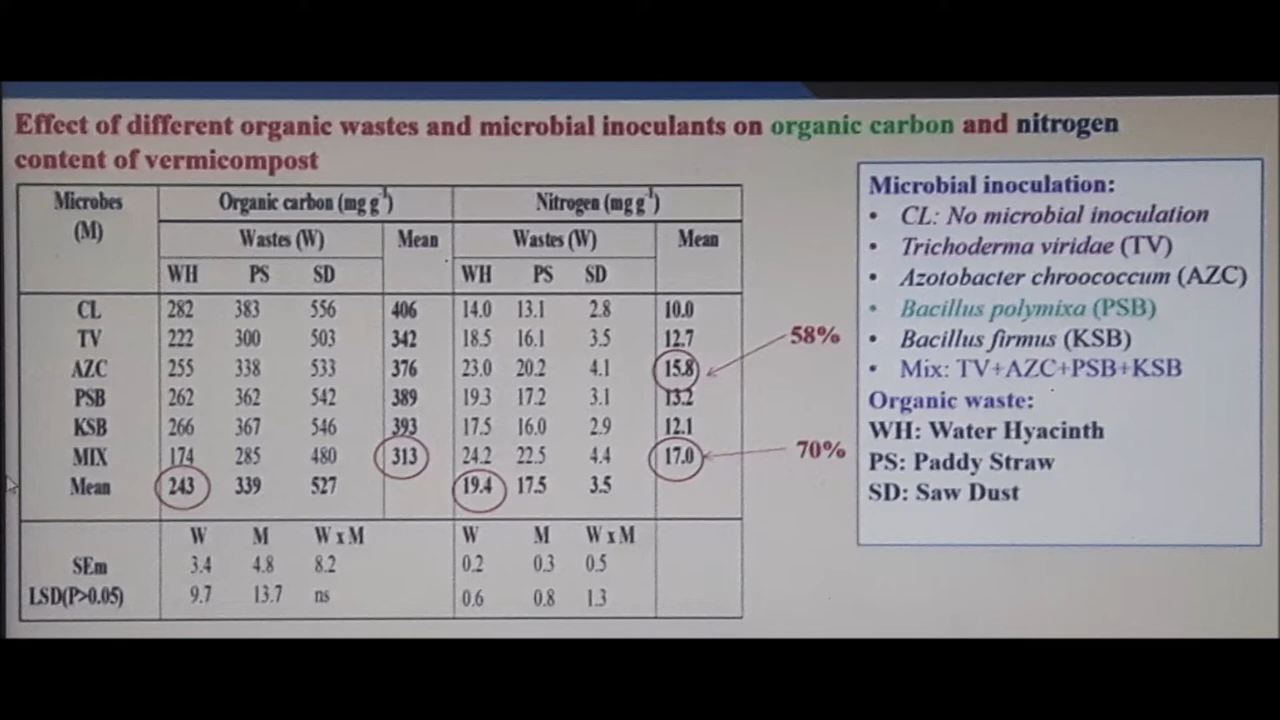 Effect of different organic wastes and microbial inoculants on organic carbon and nitrogen
content of vermicompost
Microbes (M) Organic carbon (mg g⁻¹) Nitrogen (mg g⁻¹)
Wastes (W) Mean Wastes (W) Mean
WH PS SD WH PS SD
CL 282 383 556 406 14.0 13.1 2.8 10.0
TV 222 300 503 342 18.5 16.1 3.5 12.7
AZC 255 338 533 376 23.0 20.2 4.1 15.8
PSB 262 362 542 389 19.3 17.2 3.1 13.2
KSB 266 367 546 393 17.5 16.0 2.9 12.1
MIX 174 285 480 313 24.2 22.5 4.4 17.0
Mean 243 339 527 19.4 17.5 3.5
W M W x M W M W x M
SEm 3.4 4.8 8.2 0.2 0.3 0.5
LSD(P>0.05) 9.7 13.7 ns 0.6 0.8 1.3
58%
70%
Microbial inoculation:
• CL: No microbial inoculation
• Trichoderma viridae (TV)
• Azotobacter chroococcum (AZC)
• Bacillus polymixa (PSB)
• Bacillus firmus (KSB)
• Mix: TV+AZC+PSB+KSB
Organic waste:
WH: Water Hyacinth
PS: Paddy Straw
SD: Saw Dust